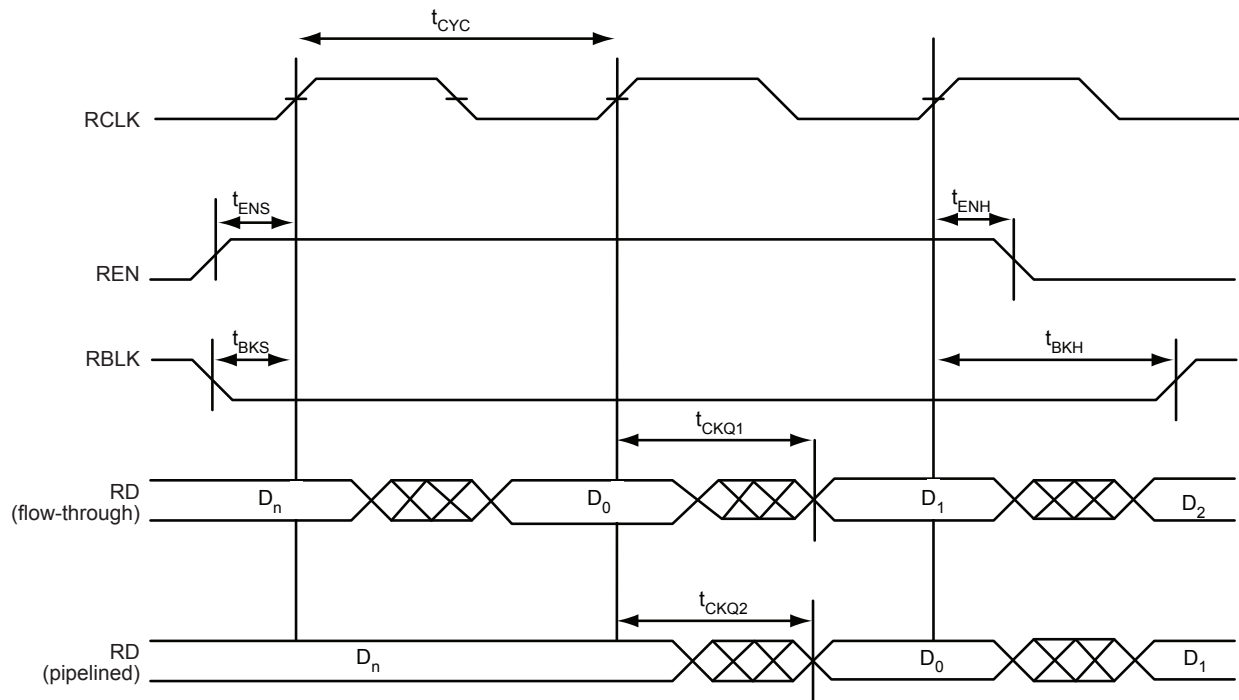 tCYC
RCLK
tENS
tENH
REN
tBKS
tBKH
RBLK
tCKQ1
RD
(flow-through)
Dn
D0
D1
D2
tCKQ2
RD
(pipelined)
Dn
D0
D1